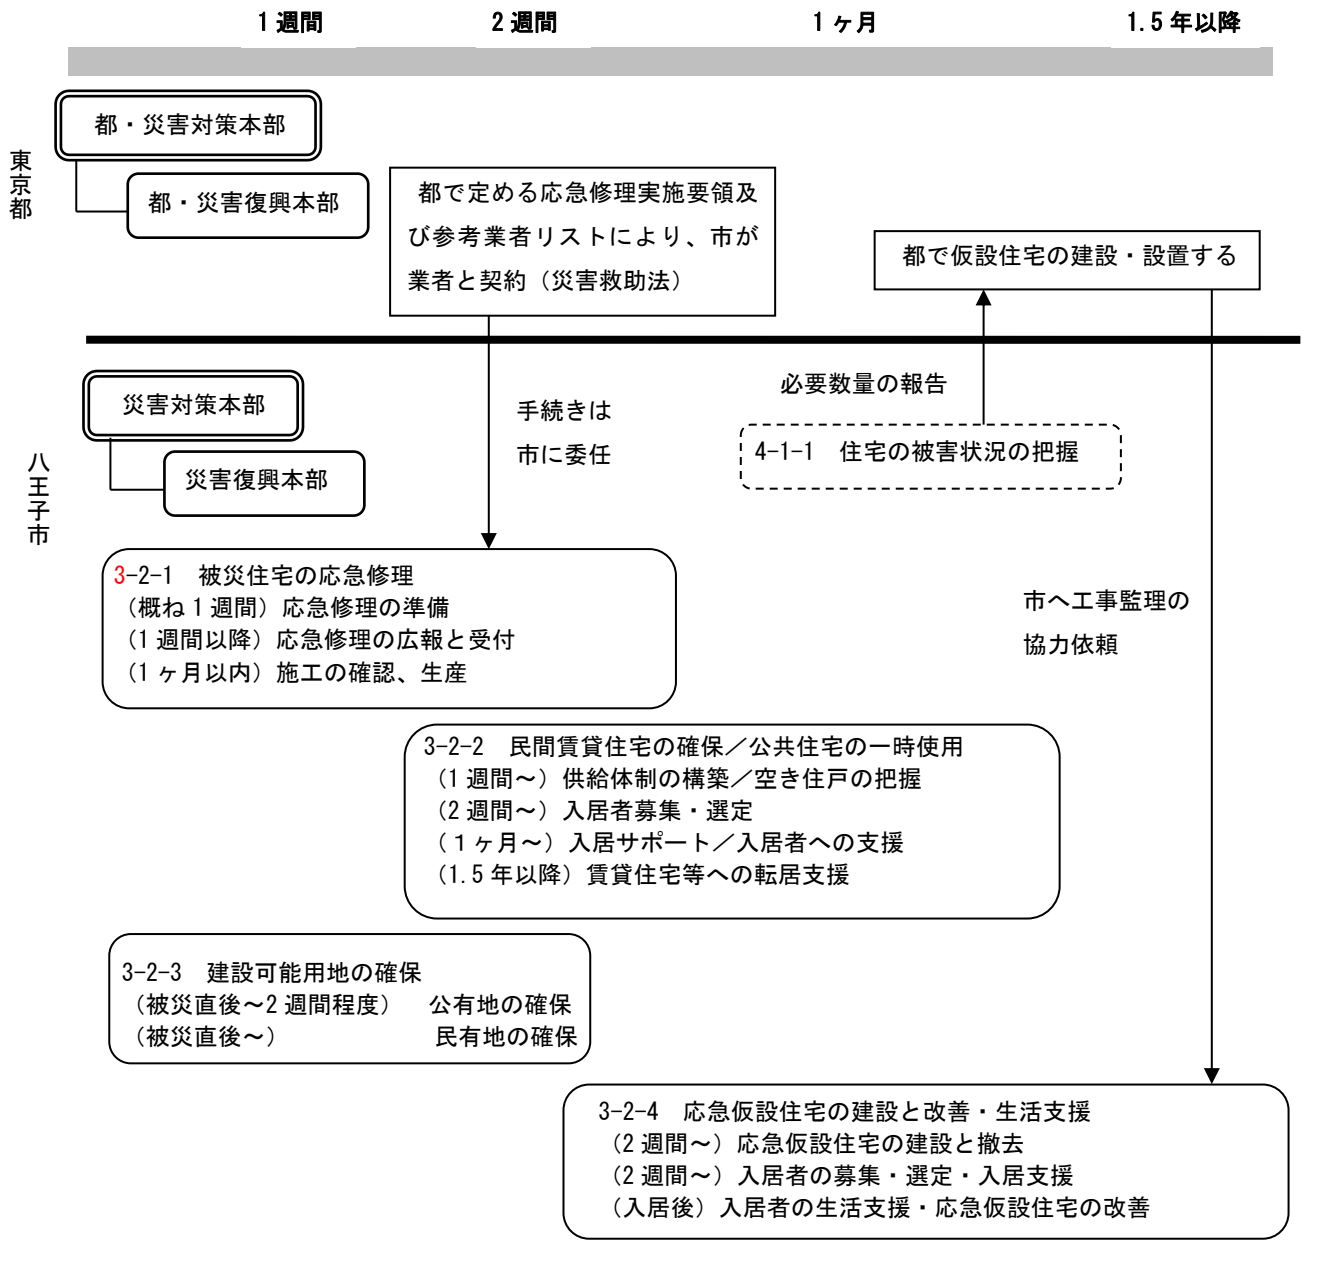 1 週間
2 週間
1 ヶ月
1.5 年以降
東京都
都・災害対策本部
都・災害復興本部
都で定める応急修理実施要領及
び参考業者リストにより、市が
業者と契約（災害救助法）
都で仮設住宅の建設・設置する
八王子市
災害対策本部
災害復興本部
手続きは
市に委任
必要数量の報告
4-1-1　住宅の被害状況の把握
3-2-1　被災住宅の応急修理
（概ね 1 週間）応急修理の準備
（1 週間以降）応急修理の広報と受付
（1 ヶ月以内）施工の確認、生産
市へ工事監理の
協力依頼
3-2-2　民間賃貸住宅の確保／公共住宅の一時使用
（1 週間～）供給体制の構築／空き住戸の把握
（2 週間～）入居者募集・選定
（１ヶ月～）入居サポート／入居者への支援
（1.5 年以降）賃貸住宅等への転居支援
3-2-3　建設可能用地の確保
（被災直後～2 週間程度）　公有地の確保
（被災直後～）　民有地の確保
3-2-4　応急仮設住宅の建設と改善・生活支援
（2 週間～）応急仮設住宅の建設と撤去
（2 週間～）入居者の募集・選定・入居支援
（入居後）入居者の生活支援・応急仮設住宅の改善